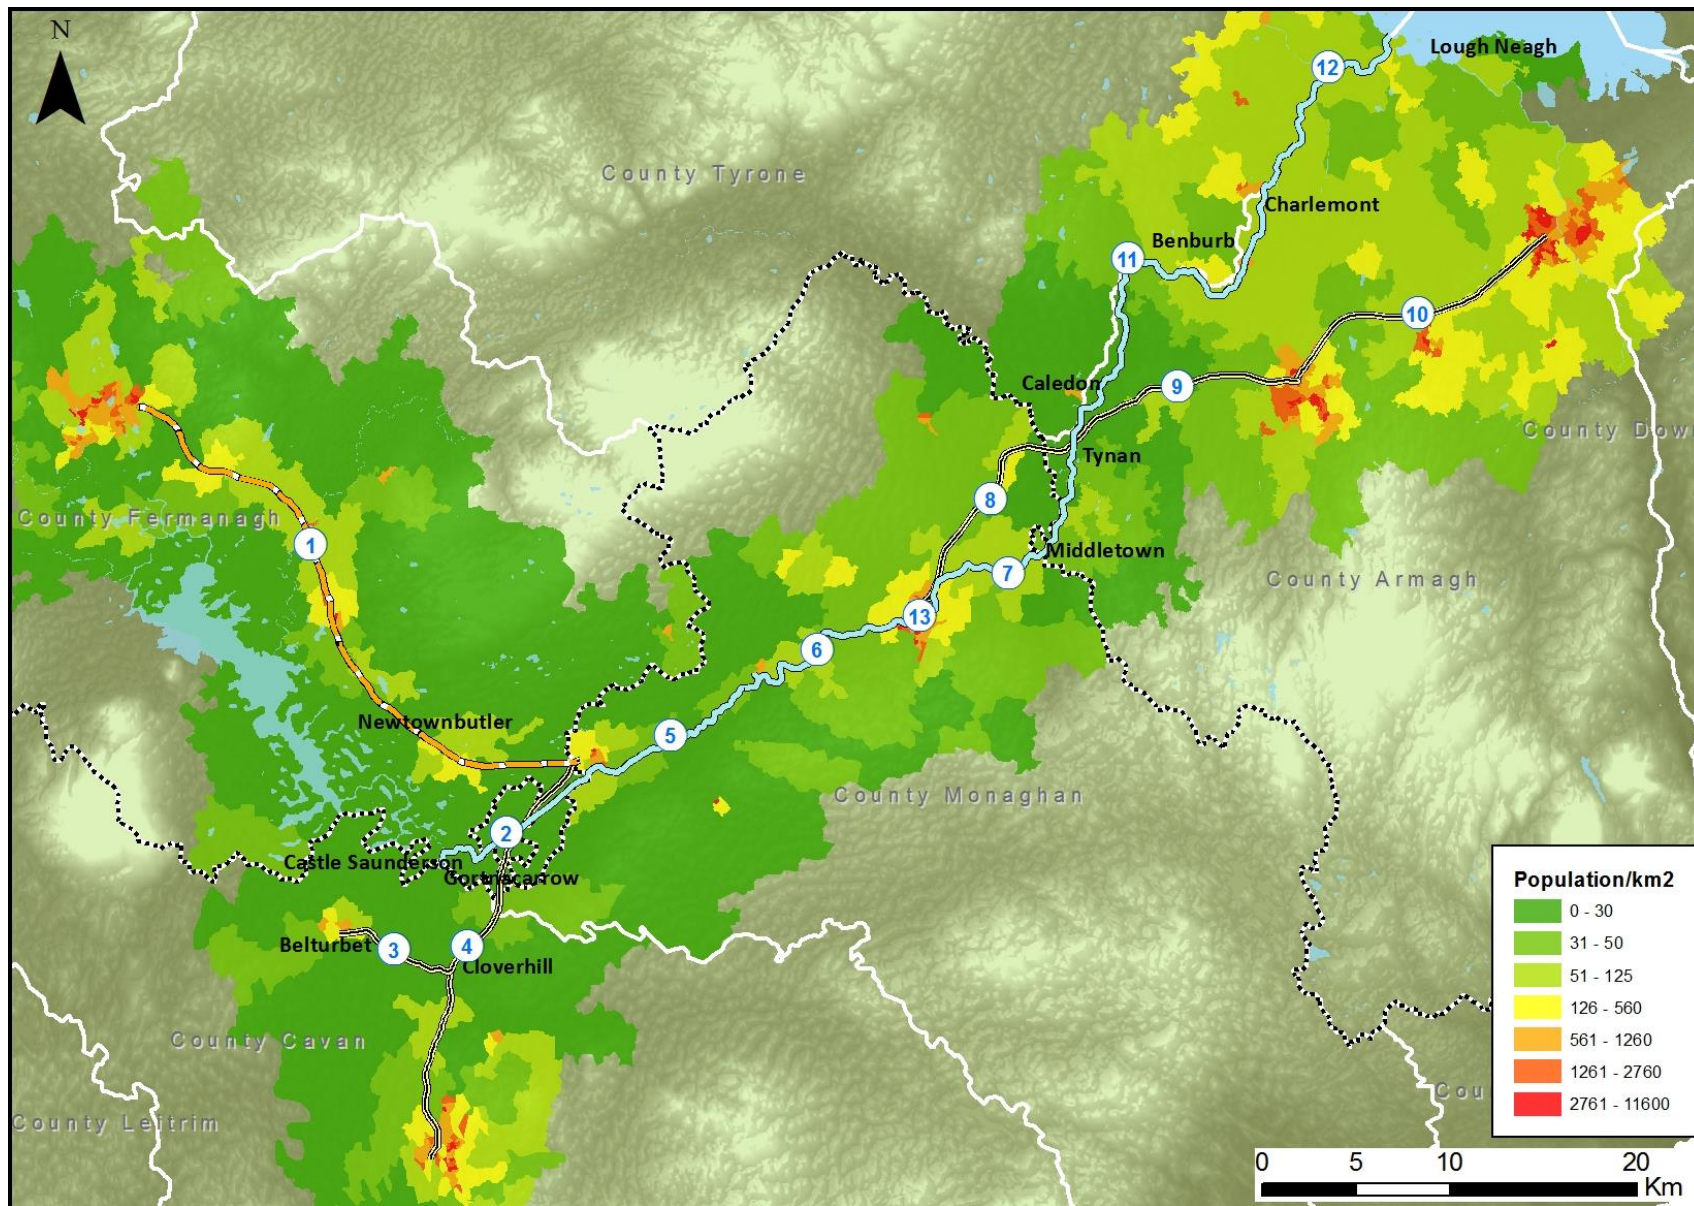 N
Lough Neagh
12
County Tyrone
Charlemont
Benburb
11
10
Caledon
9
County Dow
Tynan
8
County Fermanagh
1
Middletown
7
County Armagh
13
6
Newtownbutler
5
County Monaghan
2
Castle Saunderson
Gortnacarrow
Belturbet
3
4
Cloverhill
County Cavan
County Leitrim
Cou
Population/km2
0 - 30
31 - 50
51 - 125
126 - 560
561 - 1260
1261 - 2760
2761 - 11600
0 5 10 20
Km